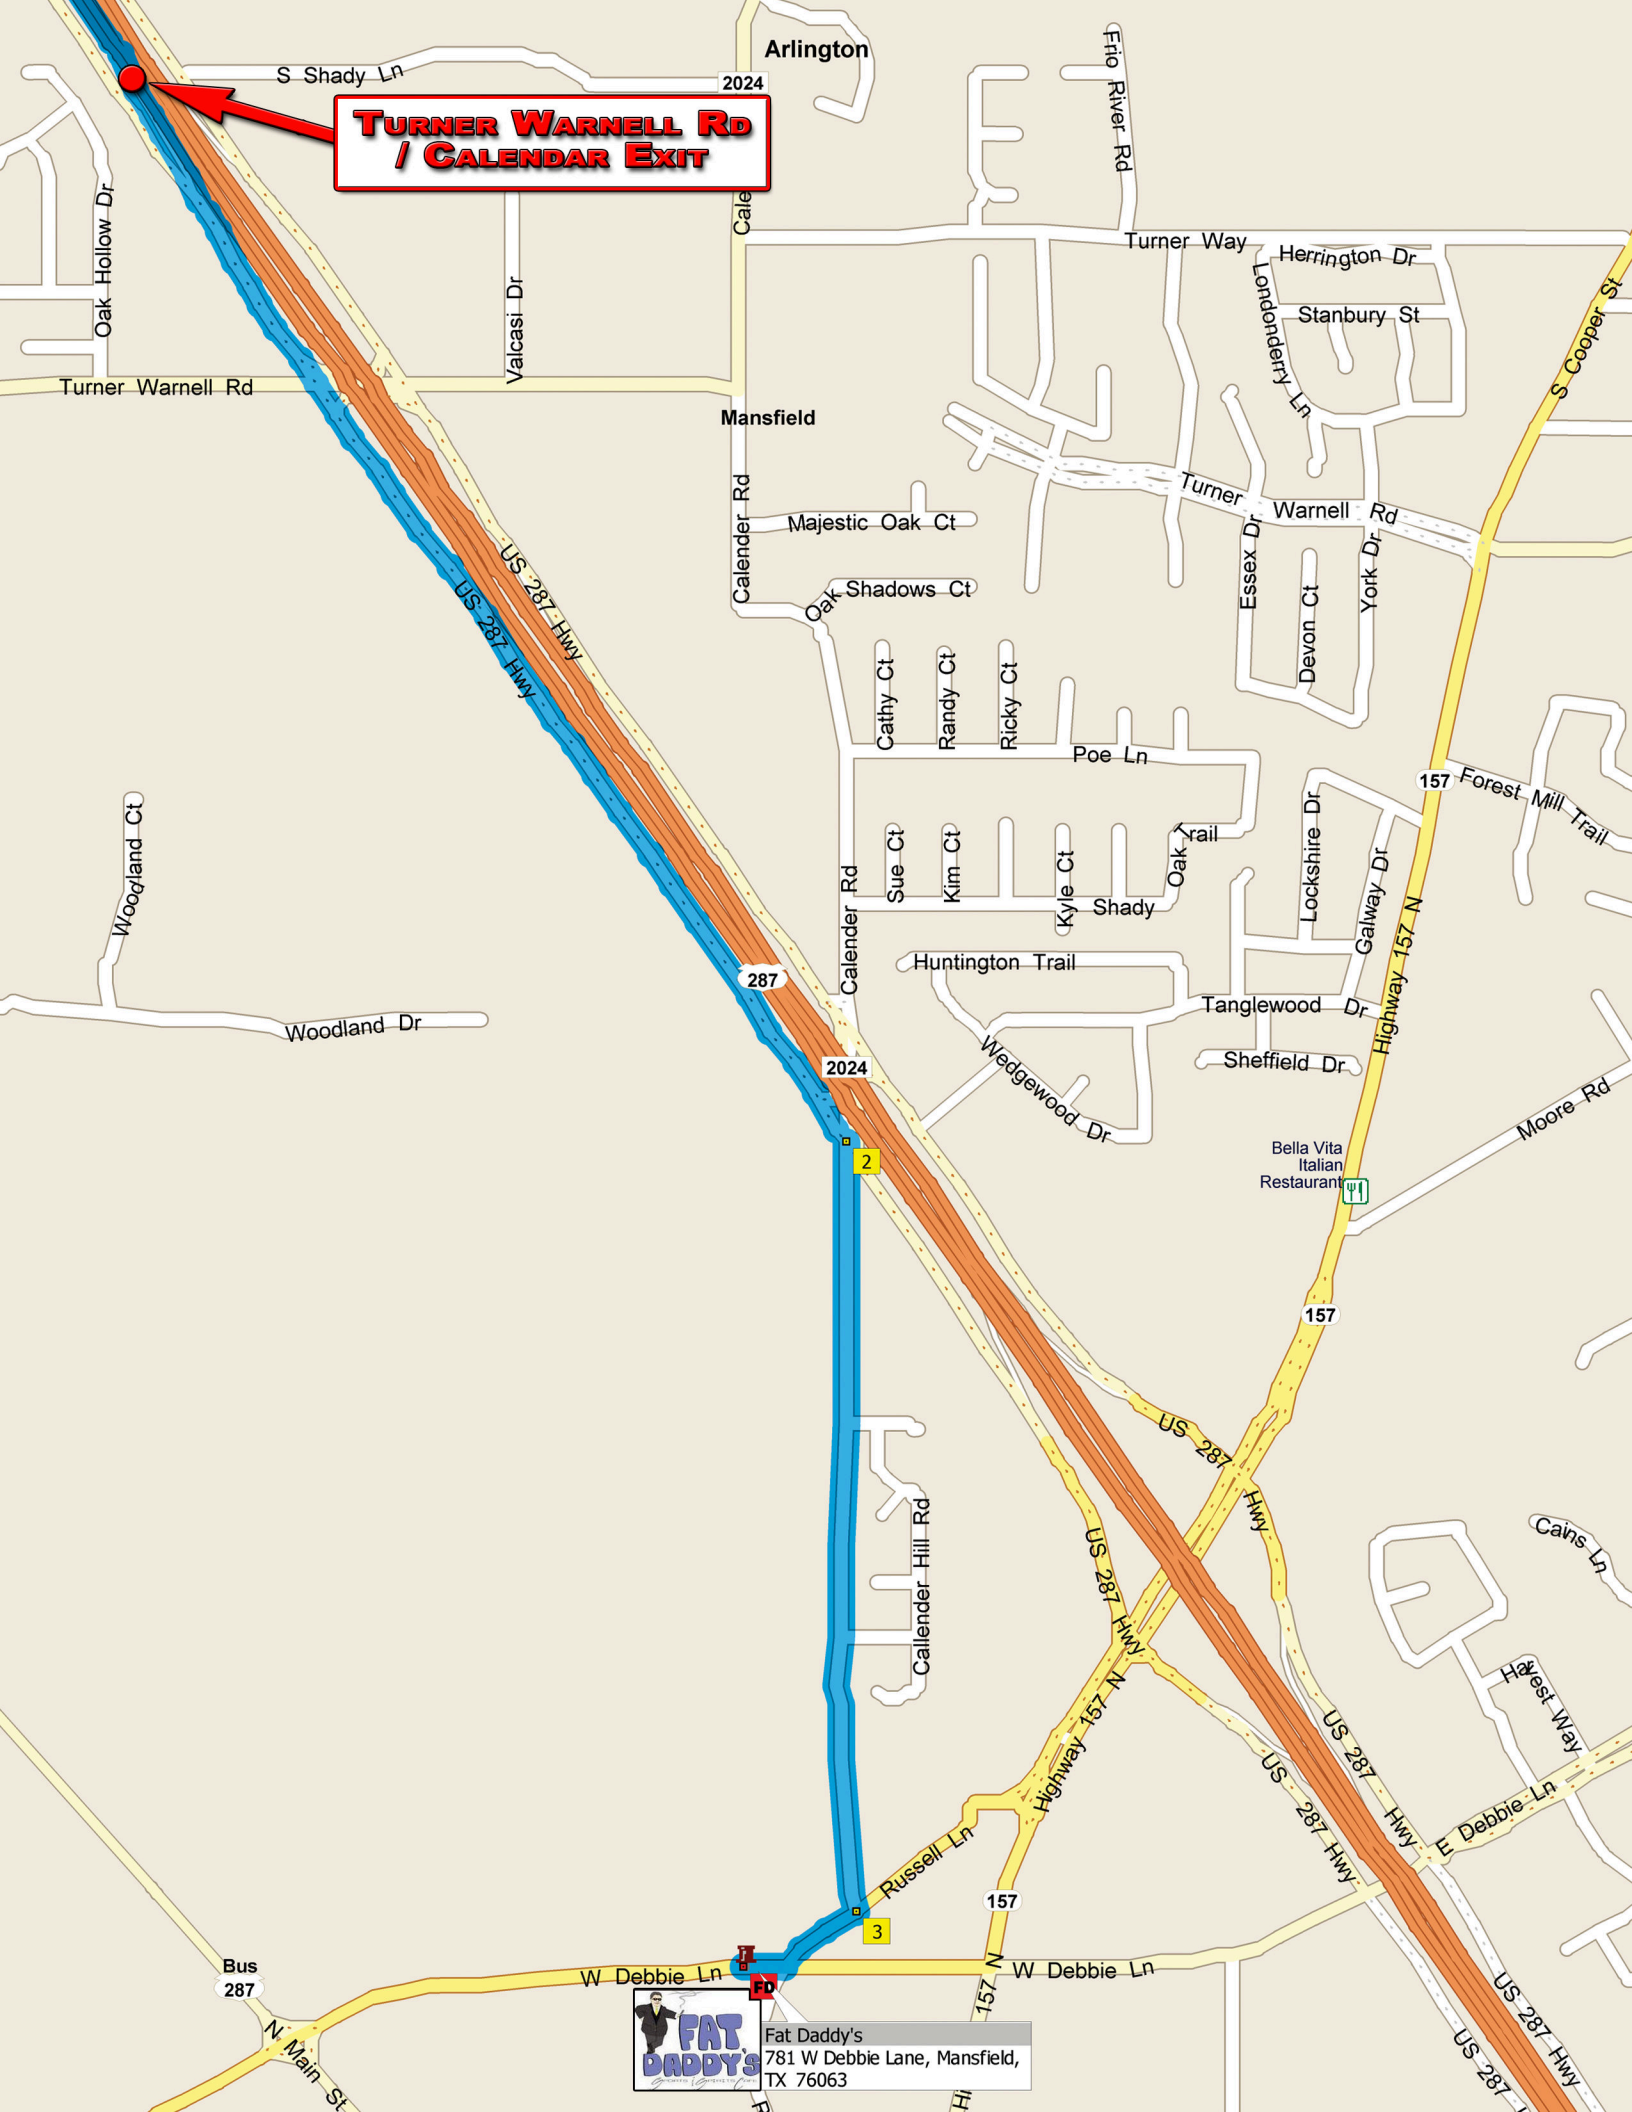 Arlington
S Shady Ln
2024
TURNER WARNELL RD
/ CALENDAR EXIT
Frio River Rd
Oak Hollow Dr
Cale
Turner Way
Herrington Dr
Londonderry Ln
Stanbury St
S Cooper St
Valcasi Dr
Turner Warnell Rd
Mansfield
Calender Rd
Majestic Oak Ct
Turner Warnell Rd
US 287 Hwy
US 287 Hwy
Oak Shadows Ct
Essex Dr
Devon Ct
York Dr
Cathy Ct
Randy Ct
Ricky Ct
Poe Ln
157
Forest Mill Trail
Woodland Ct
Sue Ct
Kim Ct
Kyle Ct
Oak Trail
Shady
Lockshire Dr
Galway Dr
Calender Rd
Highway 157 N
287
Huntington Trail
Tanglewood Dr
Woodland Dr
Wedgewood Dr
Sheffield Dr
2024
Moore Rd
Bella Vita
Italian
Restaurant
2
157
US 287 Hwy
Callender Hill Rd
US 287 Hwy
Cains Ln
Harvest Way
Highway 157 N
US 287 Hwy
US 287 Hwy
E Debbie Ln
Russell Ln
157
3
Bus
287
W Debbie Ln
W Debbie Ln
157 N
FD
N Main St
US 287 Hwy
US 287
FAT
DADDY'S
Fat Daddy's
781 W Debbie Lane, Mansfield,
TX 76063
Hi